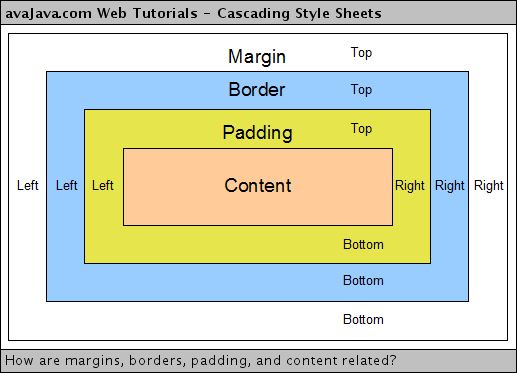 avaJava.com Web Tutorials - Cascading Style Sheets
Margin Top
Border Top
Padding Top
Left Left Left Content Right Right Right
Bottom
Bottom
Bottom
How are margins, borders, padding, and content related?